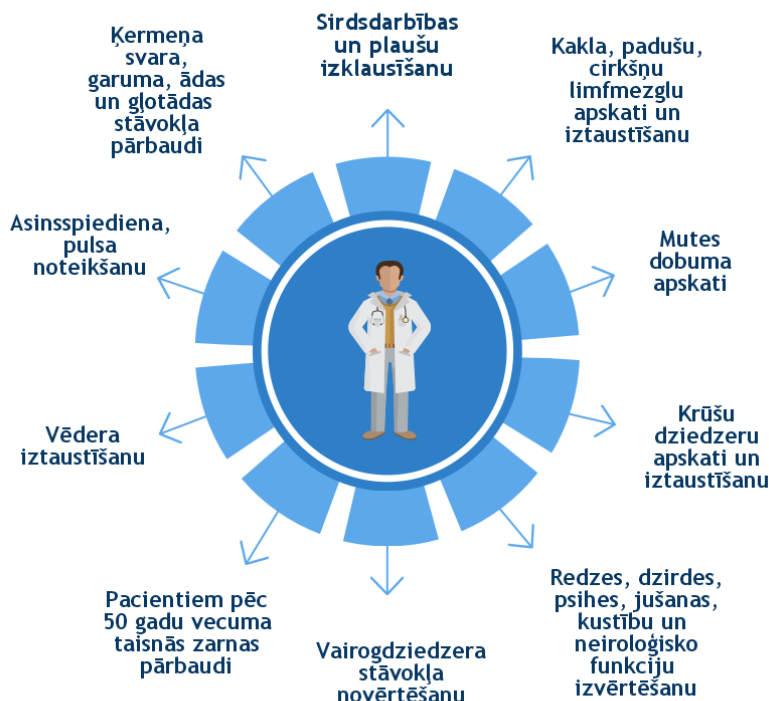 Sirdsdarbības
un plaušu
izklausīšanu
Kakla, padušu,
cirkšņu
limfmezglu
apskati un
iztaustīšanu
Mutes
dobuma
apskati
Krūšu
dziedzeru
apskati un
iztaustīšanu
Redzes, dzirdes,
psihes, jušanas,
kustību un
neiroloģisko
funkciju
izvērtēšanu
Vairogdziedzera
stāvokļa
novērtēšanu
Pacientiem pēc
50 gadu vecuma
taisnās zarnas
pārbaudi
Vēdera
iztaustīšanu
Asinsspiediena,
pulsa
noteikšanu
Ķermeņa
svara,
garuma, ādas
un gļotādas
stāvokļa
pārbaudi